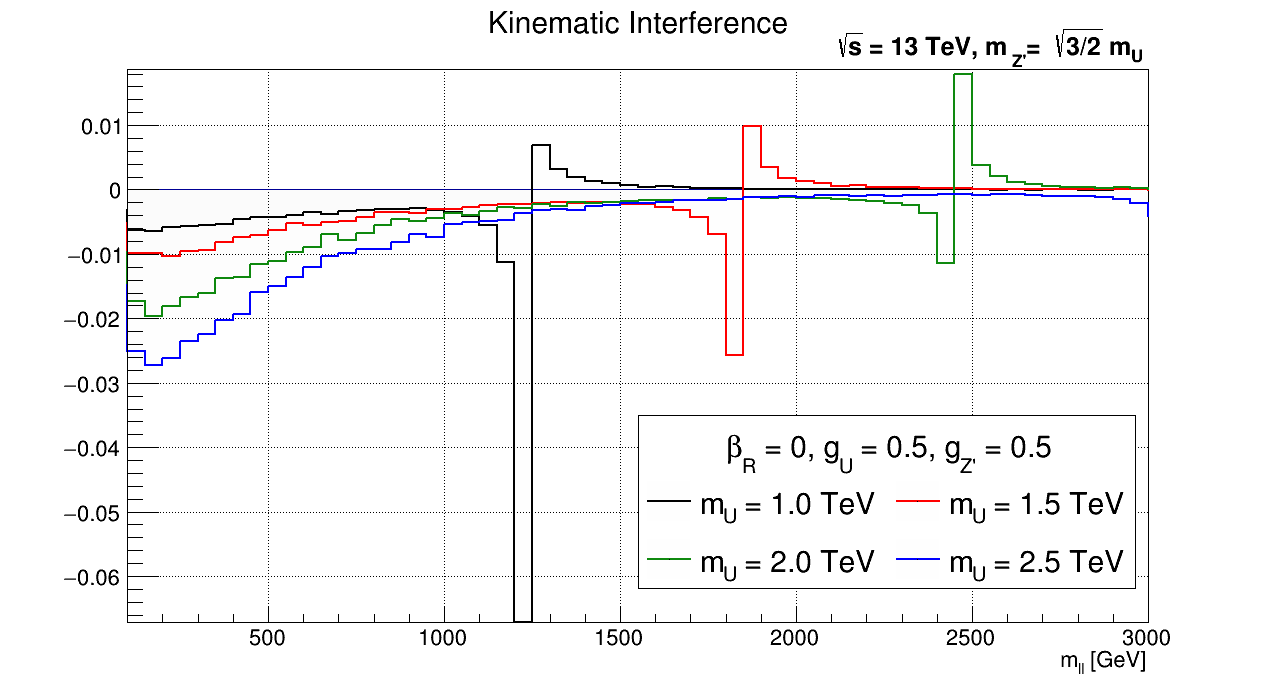 Kinematic Interference
√s = 13 TeV, m_Z'= √3/2 m_U
0.01
0
−0.01
−0.02
−0.03
−0.04
−0.05
−0.06
β_R = 0, g_U = 0.5, g_Z' = 0.5
m_U = 1.0 TeV m_U = 1.5 TeV
m_U = 2.0 TeV m_U = 2.5 TeV
500 1000 1500 2000 2500 3000
m_ll [GeV]